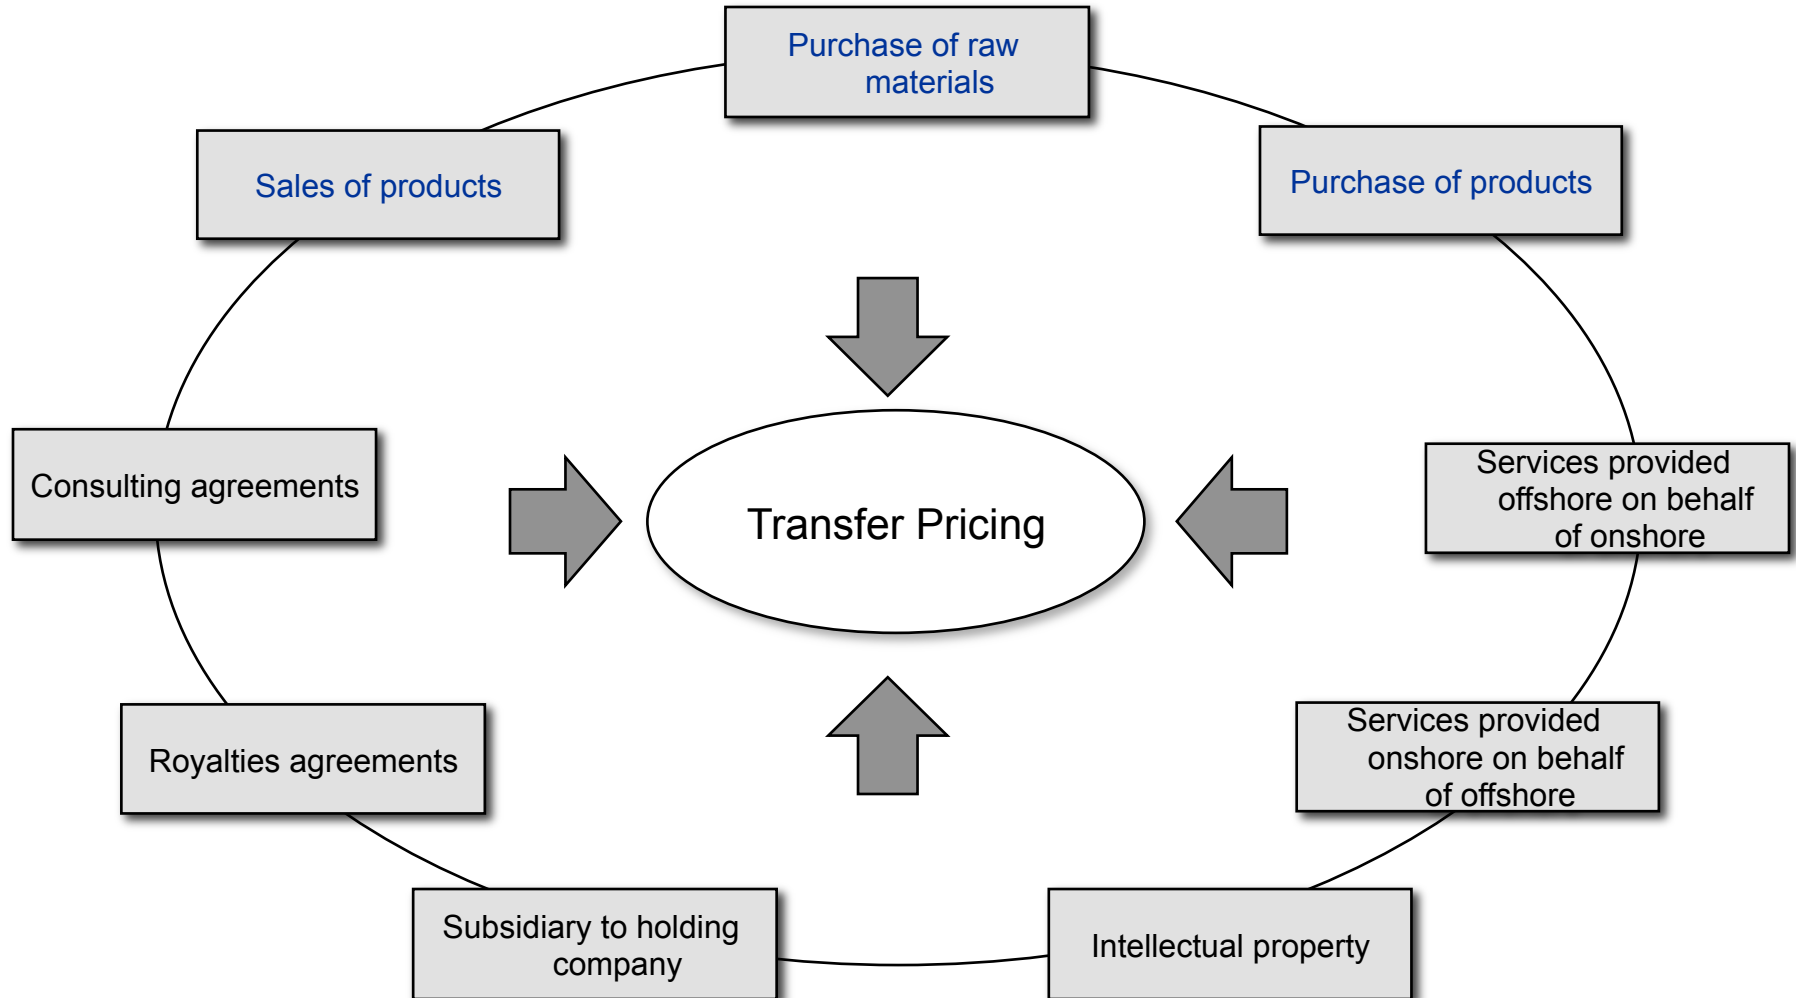 Purchase of raw
materials
Sales of products
Purchase of products
Consulting agreements
Transfer Pricing
Services provided
offshore on behalf
of onshore
Royalties agreements
Services provided
onshore on behalf
of offshore
Subsidiary to holding
company
Intellectual property